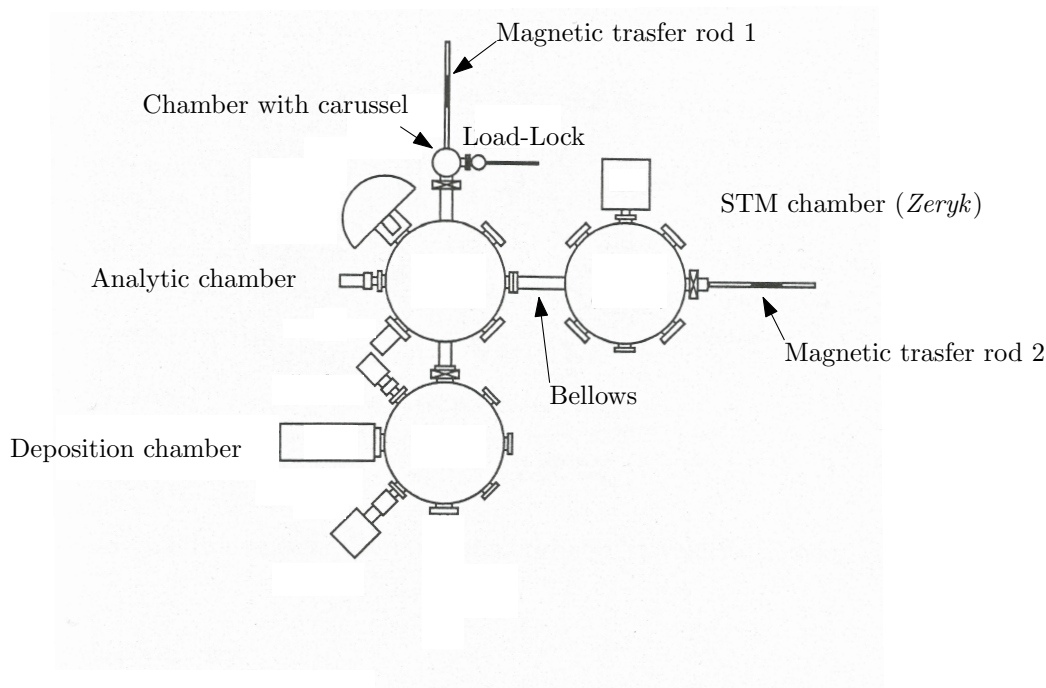 Magnetic trasfer rod 1
Chamber with carussel
Load-Lock
STM chamber (Zeryk)
Analytic chamber
Magnetic trasfer rod 2
Bellows
Deposition chamber